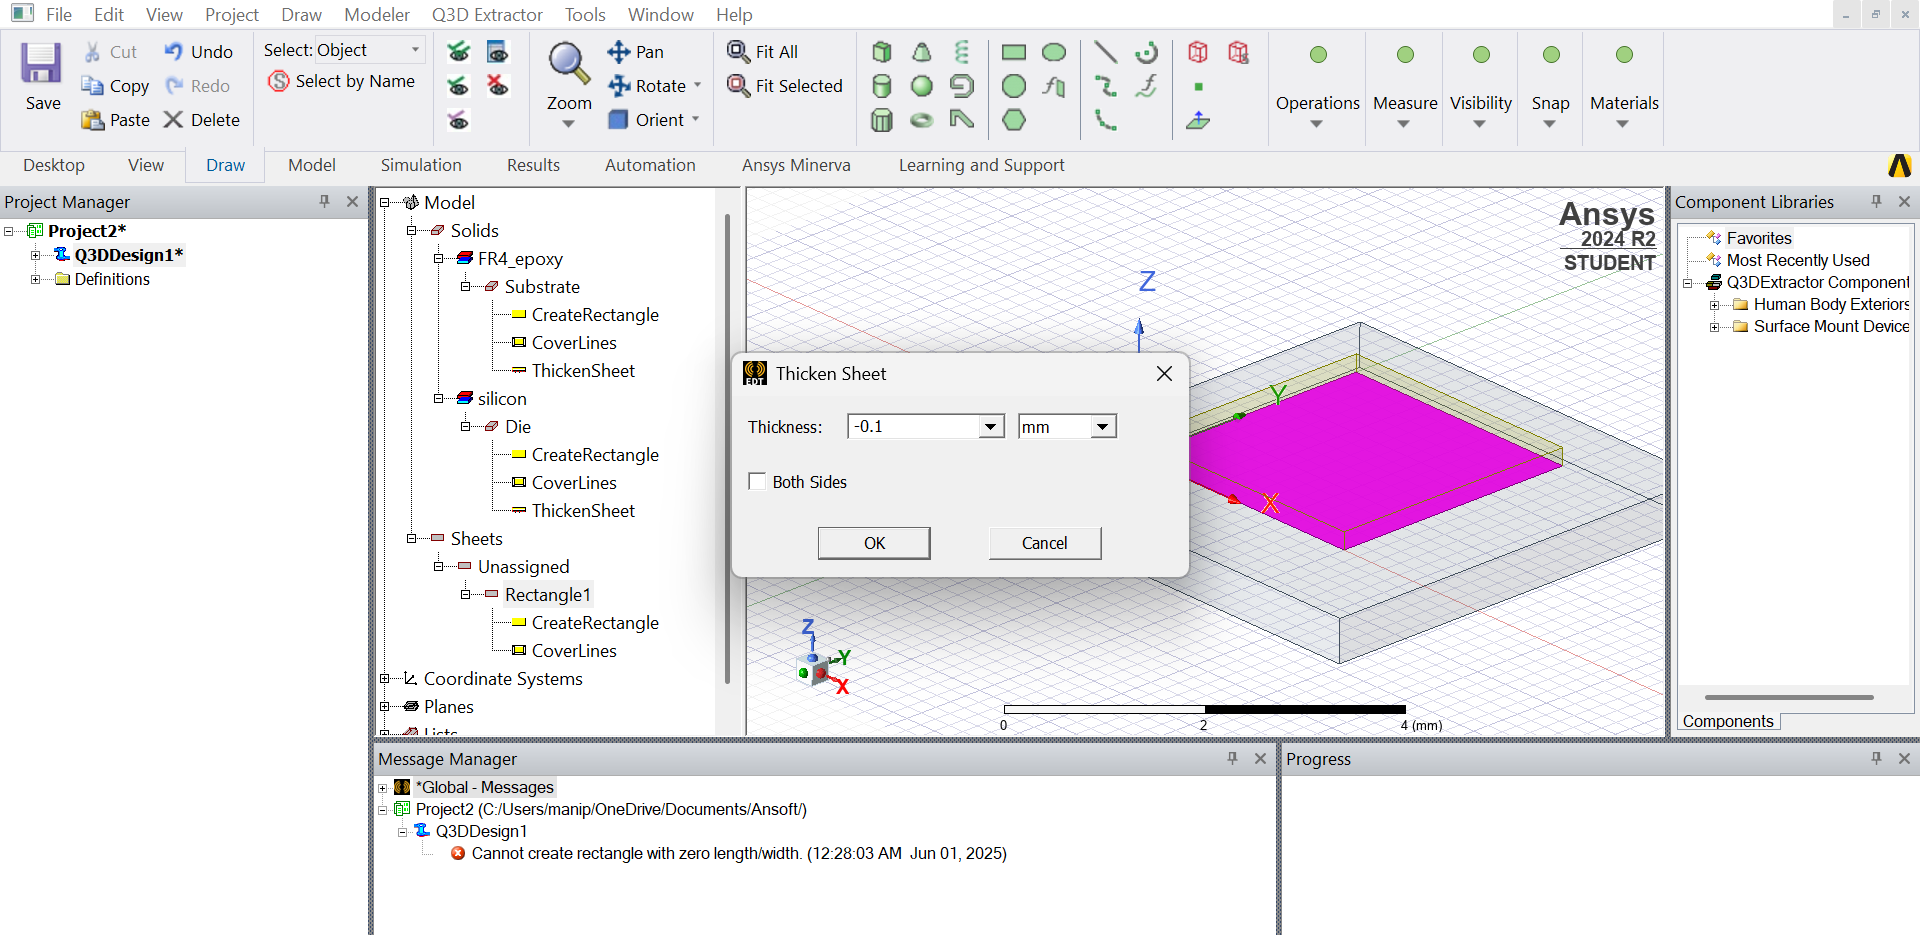 File Edit View Project Draw Modeler Q3D Extractor Tools Window Help
Save
Cut
Copy
Paste
Undo
Redo
Delete
Select: Object
Select by Name
Zoom
Pan
Rotate
Orient
Fit All
Fit Selected
Operations
Measure
Visibility
Snap
Materials
Desktop View Draw Model Simulation Results Automation Ansys Minerva Learning and Support
Project Manager
Project2*
Q3DDesign1*
Definitions
Model
Solids
FR4_epoxy
Substrate
CreateRectangle
CoverLines
ThickenSheet
silicon
Die
CreateRectangle
CoverLines
ThickenSheet
Sheets
Unassigned
Rectangle1
CreateRectangle
CoverLines
Coordinate Systems
Planes
Lists
Ansys
2024 R2
STUDENT
Z
Y
X
Thicken Sheet
EDT
Thickness: -0.1 mm
Both Sides
OK Cancel
Z
Y
X
0 2 4 (mm)
Component Libraries
Favorites
Most Recently Used
Q3DExtractor Component
Human Body Exteriors
Surface Mount Device
Components
Message Manager
*Global - Messages
Project2 (C:/Users/manip/OneDrive/Documents/Ansoft/)
Q3DDesign1
Cannot create rectangle with zero length/width. (12:28:03 AM Jun 01, 2025)
Progress